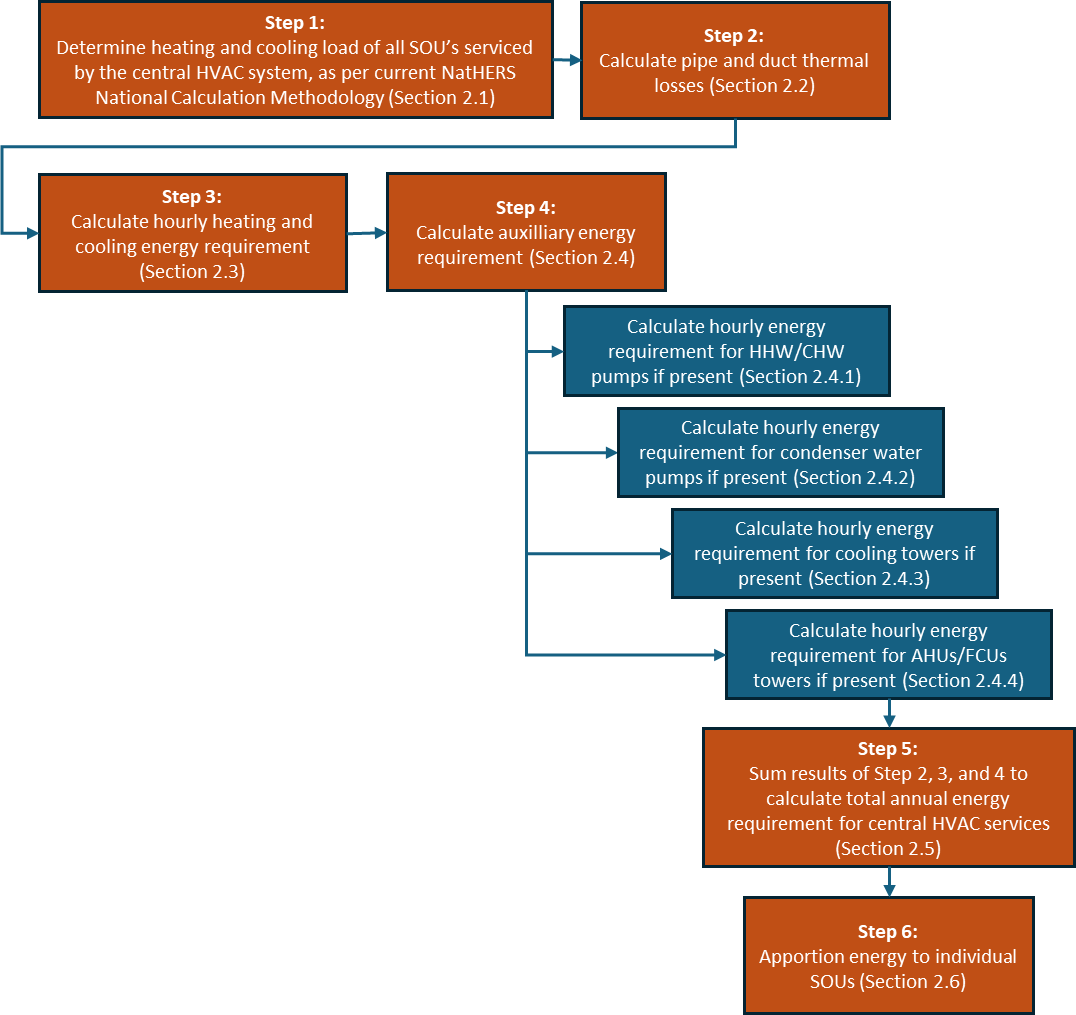 Step 1:
Determine heating and cooling load of all SOU's serviced
by the central HVAC system, as per current NatHERS
National Calculation Methodology (Section 2.1)
Step 2:
Calculate pipe and duct thermal
losses (Section 2.2)
Step 3:
Calculate hourly heating and
cooling energy requirement
(Section 2.3)
Step 4:
Calculate auxilliary energy
requirement (Section 2.4)
Calculate hourly energy
requirement for HHW/CHW
pumps if present (Section 2.4.1)
Calculate hourly energy
requirement for condenser water
pumps if present (Section 2.4.2)
Calculate hourly energy
requirement for cooling towers if
present (Section 2.4.3)
Calculate hourly energy
requirement for AHUs/FCUs
towers if present (Section 2.4.4)
Step 5:
Sum results of Step 2, 3, and 4 to
calculate total annual energy
requirement for central HVAC services
(Section 2.5)
Step 6:
Apportion energy to individual
SOUs (Section 2.6)